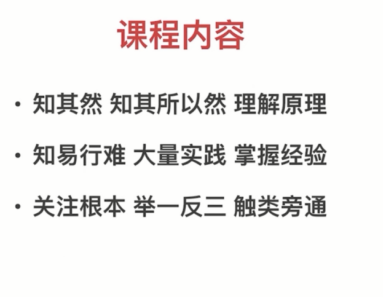 课程内容
• 知其然 知其所以然 理解原理
• 知易行难 大量实践 掌握经验
• 关注根本 举一反三 触类旁通